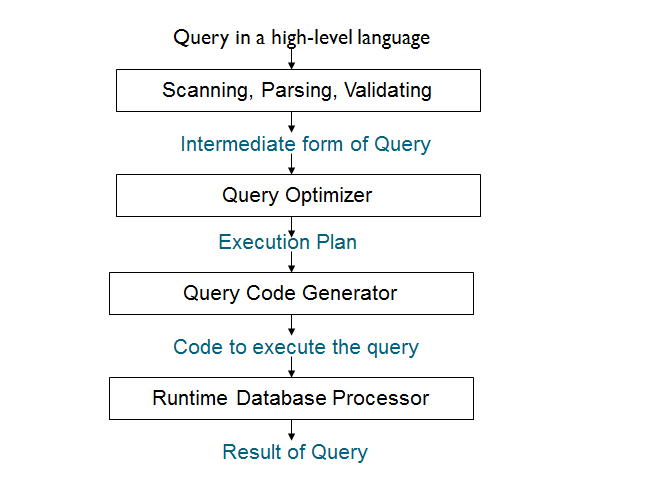 Query in a high-level language
Scanning, Parsing, Validating
Intermediate form of Query
Query Optimizer
Execution Plan
Query Code Generator
Code to execute the query
Runtime Database Processor
Result of Query